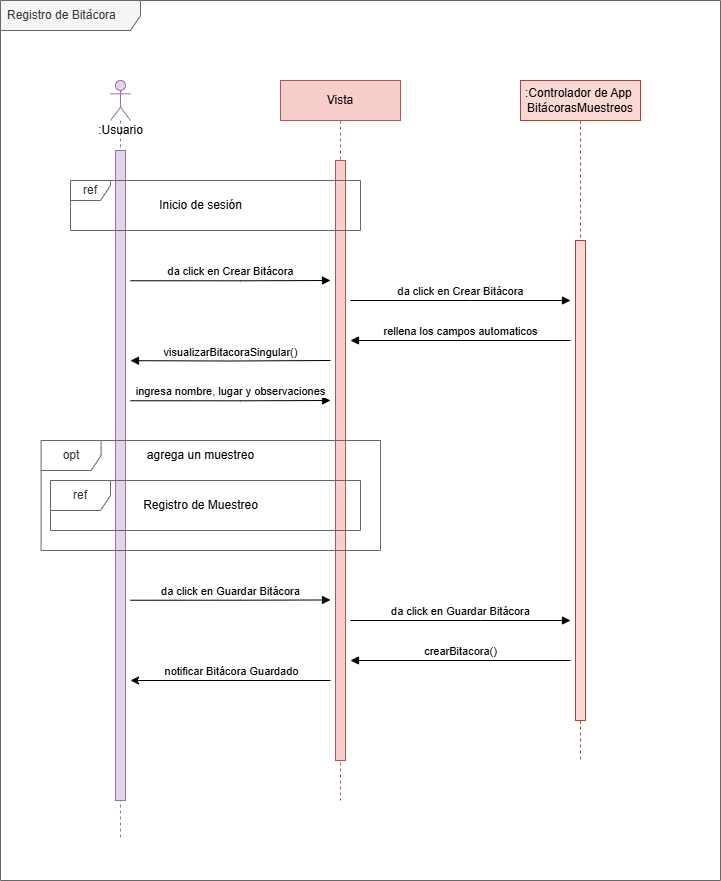 Registro de Bitácora
:Usuario
Vista
:Controlador de App
BitácorasMuestreos
ref
Inicio de sesión
da click en Crear Bitácora
da click en Crear Bitácora
rellena los campos automaticos
visualizarBitacoraSingular()
ingresa nombre, lugar y observaciones
opt
agrega un muestreo
ref
Registro de Muestreo
da click en Guardar Bitácora
da click en Guardar Bitácora
crearBitacora()
notificar Bitácora Guardado